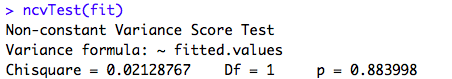 > ncvTest(fit)
Non-constant Variance Score Test
Variance formula: ~ fitted.values
Chisquare = 0.02128767    Df = 1     p = 0.883998